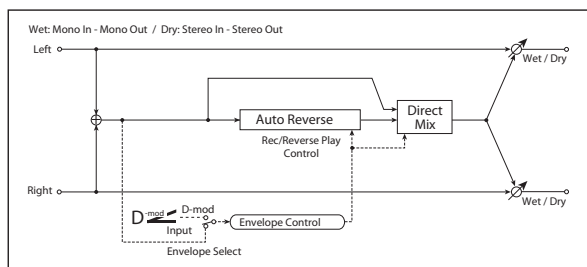 Wet: Mono In - Mono Out / Dry: Stereo In - Stereo Out
Left
Wet / Dry
Auto Reverse
Direct
Mix
Rec/Reverse Play
Control
Right
Wet / Dry
D-mod
D-mod
Input
Envelope Control
Envelope Select